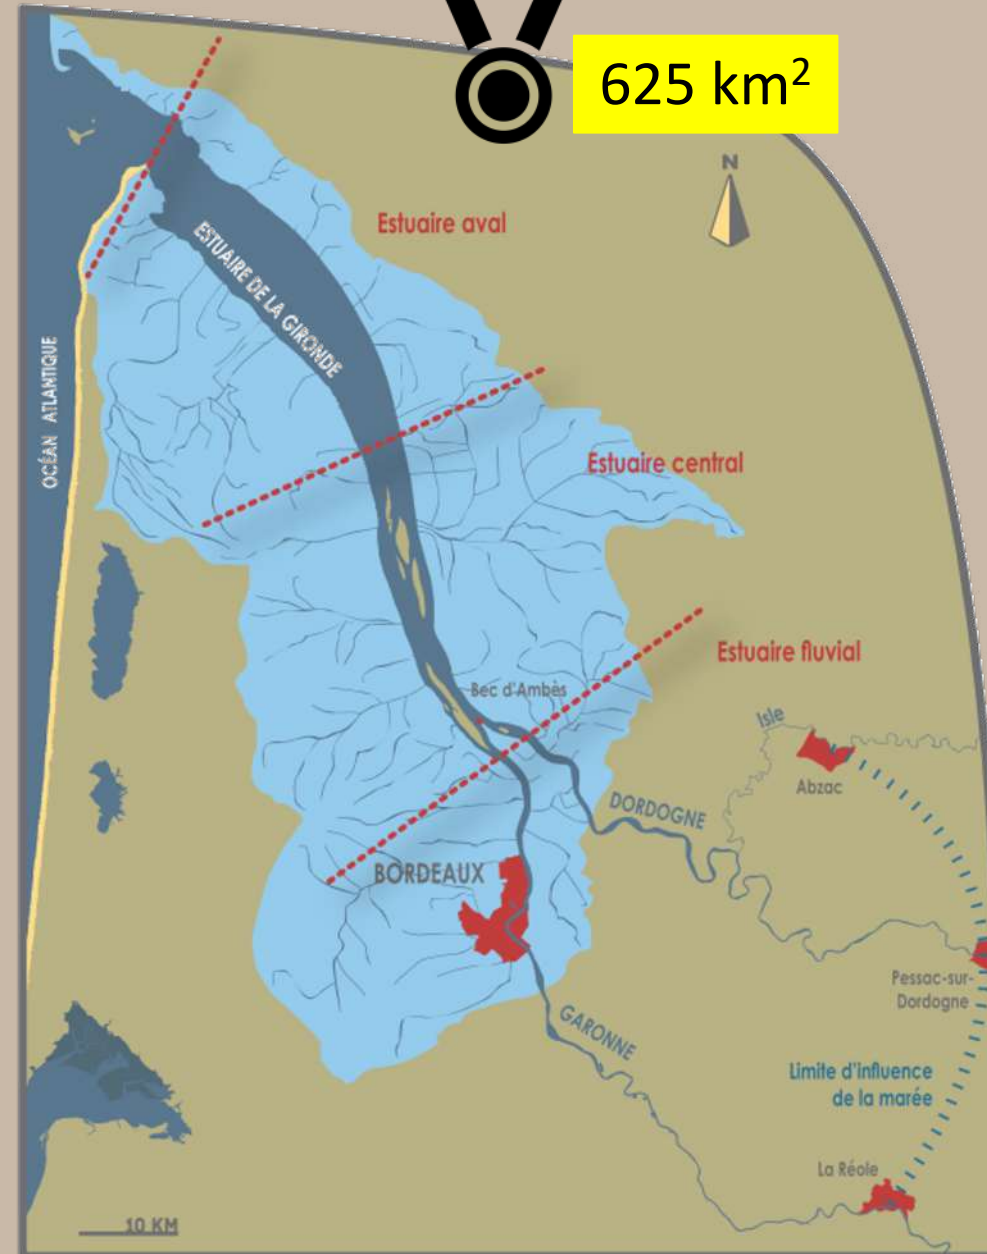 625 km²
N
Estuaire aval
ESTUAIRE DE LA GIRONDE
OCÉAN ATLANTIQUE
Estuaire central
Estuaire fluvial
Bec d'Ambès
Isle
Abzac
DORDOGNE
BORDEAUX
Pessac-sur-
Dordogne
GARONNE
Limite d'influence
de la marée
La Réole
10 KM